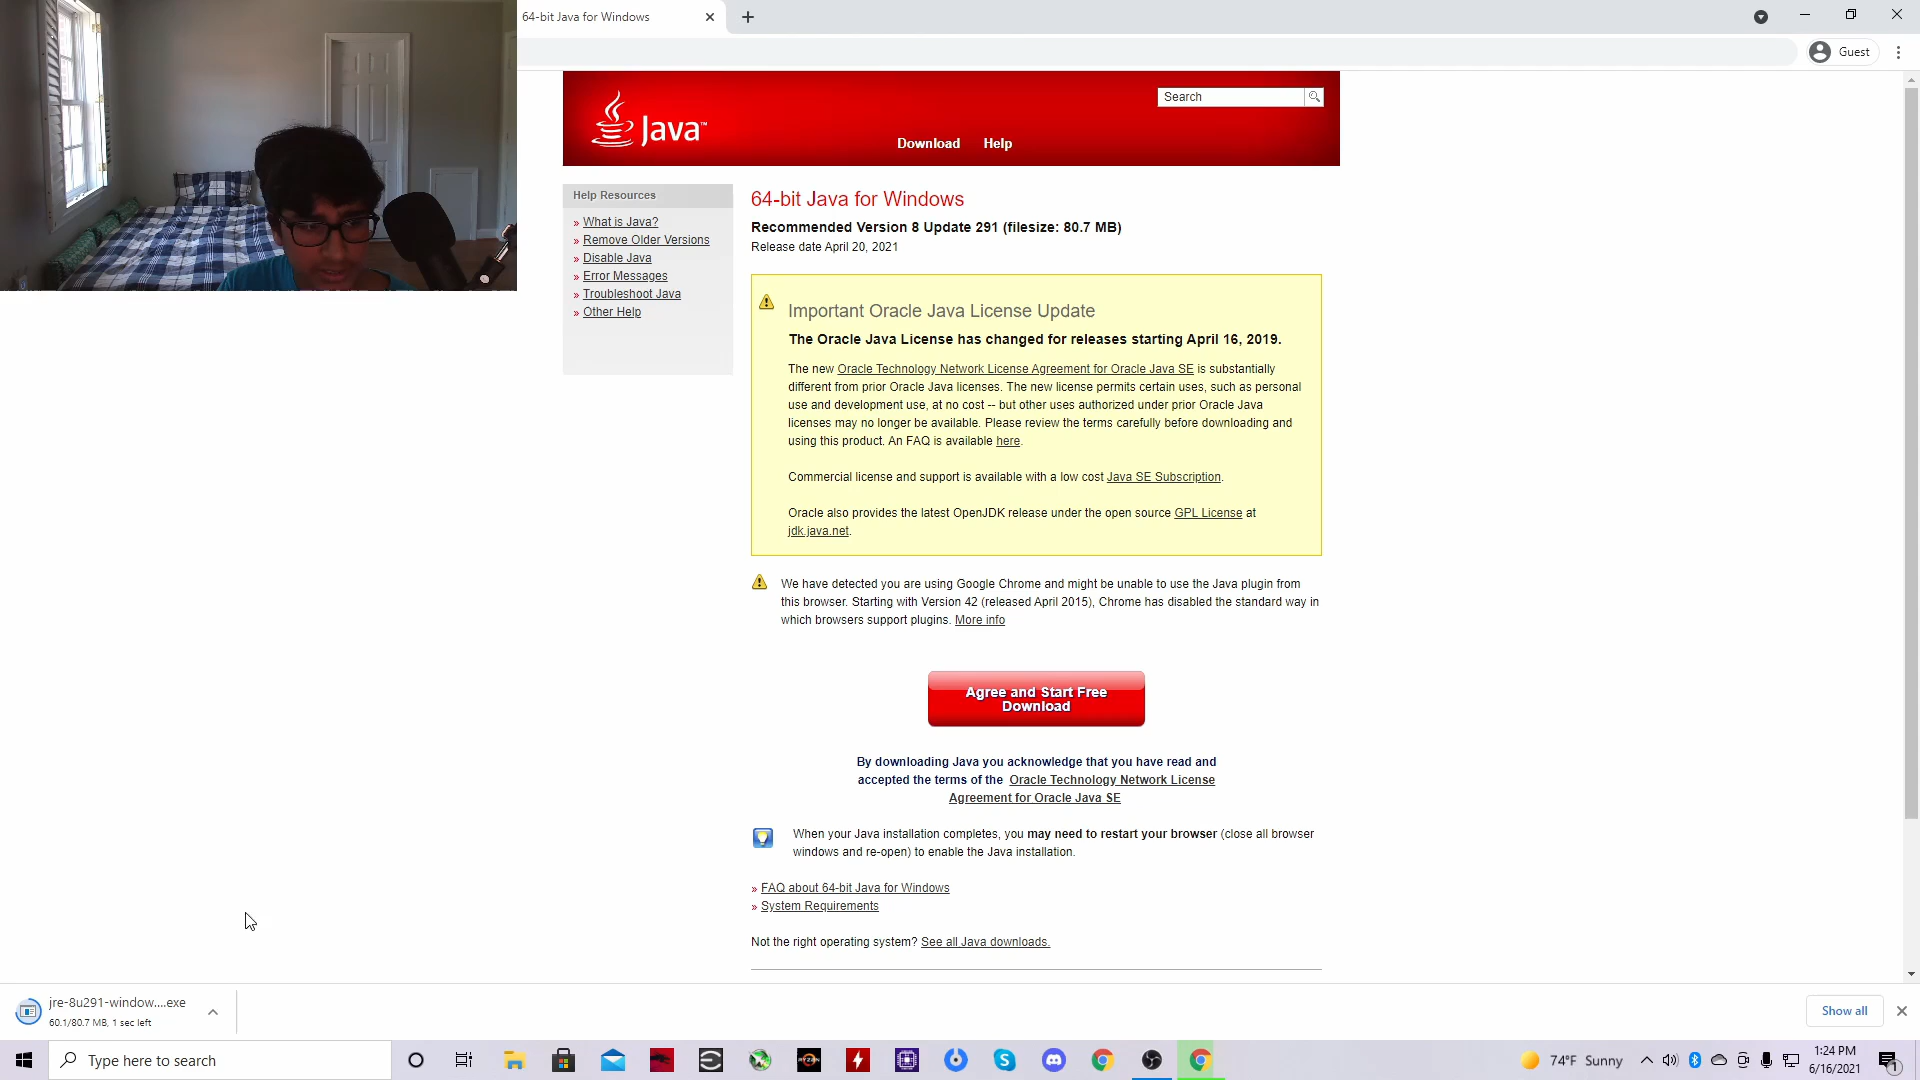 64-bit Java for Windows
Guest
Java™
Search
Download Help
Help Resources
» What is Java?
» Remove Older Versions
» Disable Java
» Error Messages
» Troubleshoot Java
» Other Help
64-bit Java for Windows
Recommended Version 8 Update 291 (filesize: 80.7 MB)
Release date April 20, 2021
Important Oracle Java License Update
The Oracle Java License has changed for releases starting April 16, 2019.
The new Oracle Technology Network License Agreement for Oracle Java SE is substantially
different from prior Oracle Java licenses. The new license permits certain uses, such as personal
use and development use, at no cost -- but other uses authorized under prior Oracle Java
licenses may no longer be available. Please review the terms carefully before downloading and
using this product. An FAQ is available here.
Commercial license and support is available with a low cost Java SE Subscription.
Oracle also provides the latest OpenJDK release under the open source GPL License at
jdk.java.net.
We have detected you are using Google Chrome and might be unable to use the Java plugin from
this browser. Starting with Version 42 (released April 2015), Chrome has disabled the standard way in
which browsers support plugins. More info
Agree and Start Free
Download
By downloading Java you acknowledge that you have read and
accepted the terms of the Oracle Technology Network License
Agreement for Oracle Java SE
When your Java installation completes, you may need to restart your browser (close all browser
windows and re-open) to enable the Java installation.
» FAQ about 64-bit Java for Windows
» System Requirements
Not the right operating system? See all Java downloads.
jre-8u291-window....exe
60.1/80.7 MB, 1 sec left
Show all
Type here to search
RYZEN
74°F Sunny
1:24 PM
6/16/2021
1